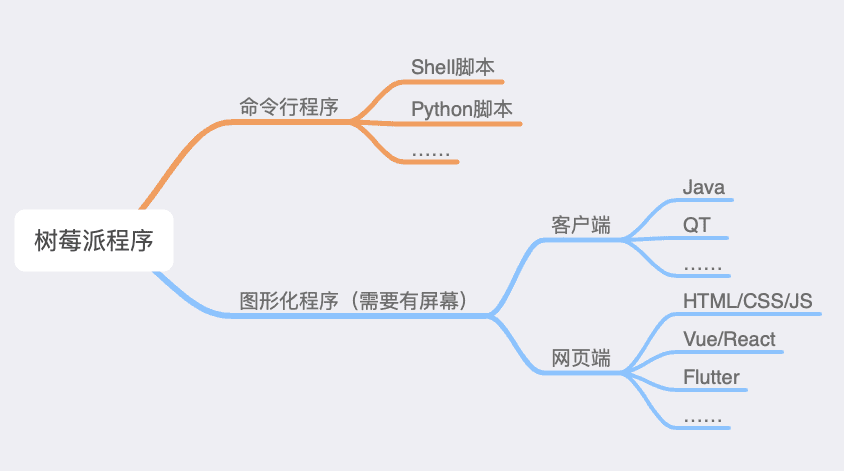 树莓派程序
命令行程序
Shell脚本
Python脚本
……
图形化程序（需要有屏幕）
客户端
Java
QT
……
网页端
HTML/CSS/JS
Vue/React
Flutter
……